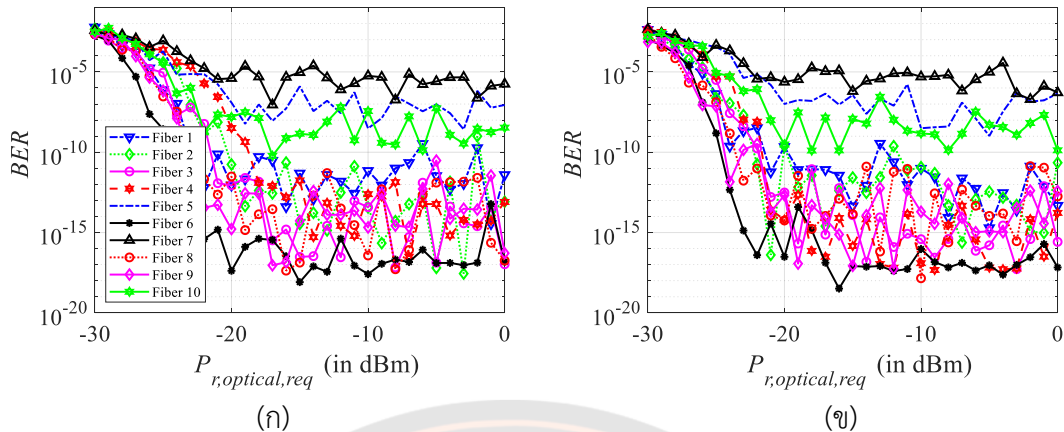 BER
10^-5
10^-10
10^-15
10^-20
Fiber 1
Fiber 2
Fiber 3
Fiber 4
Fiber 5
Fiber 6
Fiber 7
Fiber 8
Fiber 9
Fiber 10
-30 -20 -10 0
P_r,optical,req (in dBm)
(ก)
BER
10^-5
10^-10
10^-15
10^-20
-30 -20 -10 0
P_r,optical,req (in dBm)
(ข)